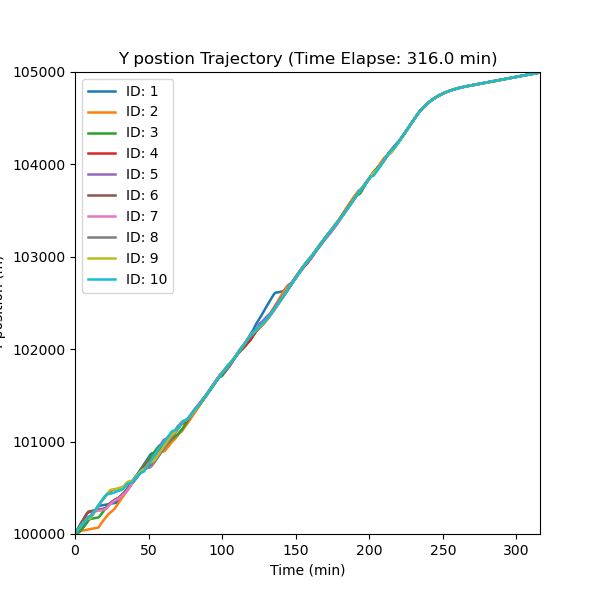 Y postion Trajectory (Time Elapse: 316.0 min)
105000
104000
103000
102000
101000
100000
ID: 1
ID: 2
ID: 3
ID: 4
ID: 5
ID: 6
ID: 7
ID: 8
ID: 9
ID: 10
0 50 100 150 200 250 300
Time (min)